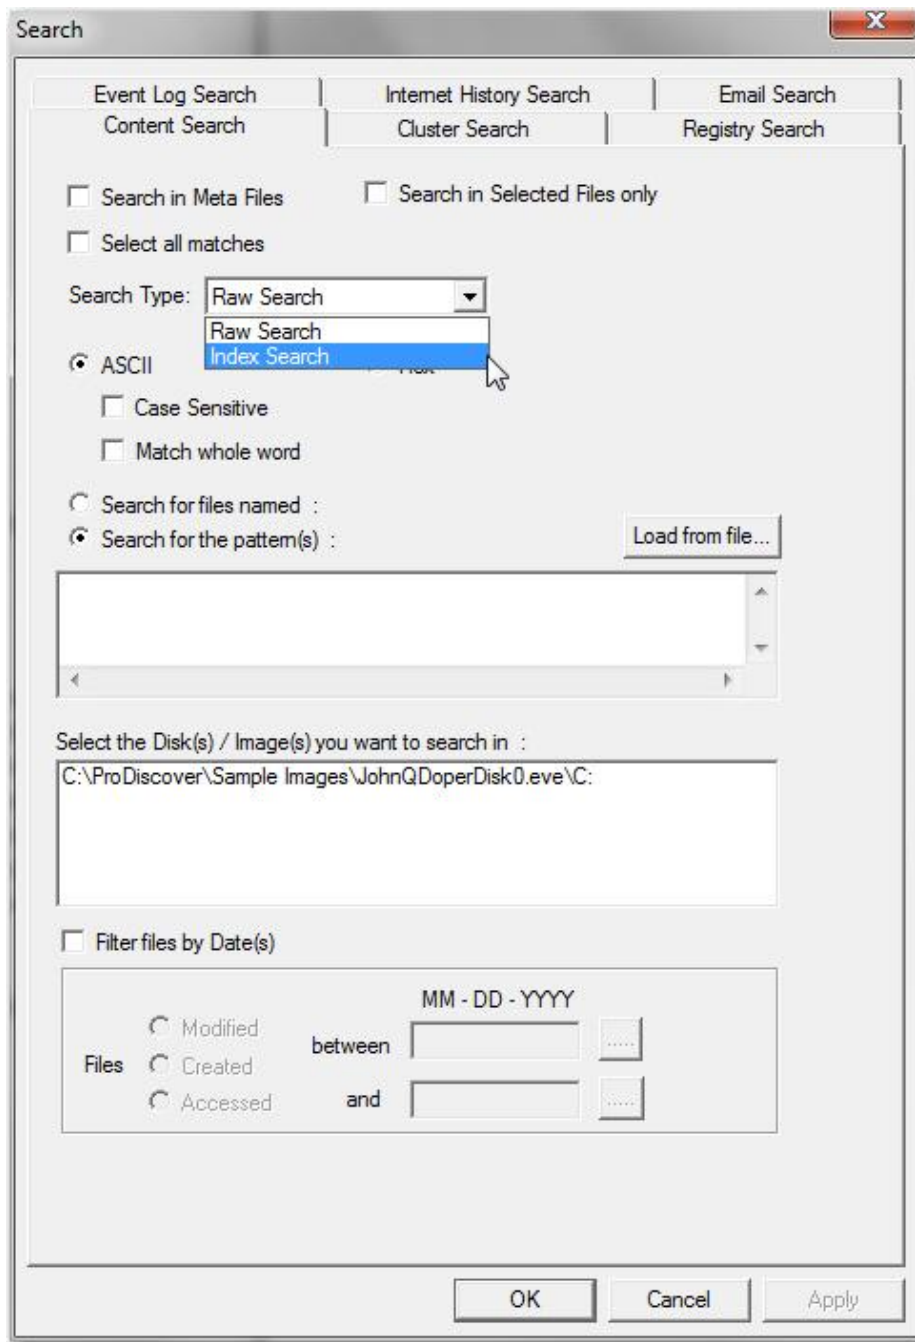 Search
Event Log Search Internet History Search Email Search
Content Search Cluster Search Registry Search
Search in Meta Files Search in Selected Files only
Select all matches
Search Type: Raw Search
Raw Search
Index Search
ASCII
Case Sensitive
Match whole word
Search for files named :
Search for the pattern(s) : Load from file...
Select the Disk(s) / Image(s) you want to search in :
C:\ProDiscover\Sample Images\JohnQDoperDisk0.eve\C:
Filter files by Date(s)
MM - DD - YYYY
Modified
between .....
Files Created
and .....
Accessed
OK Cancel Apply